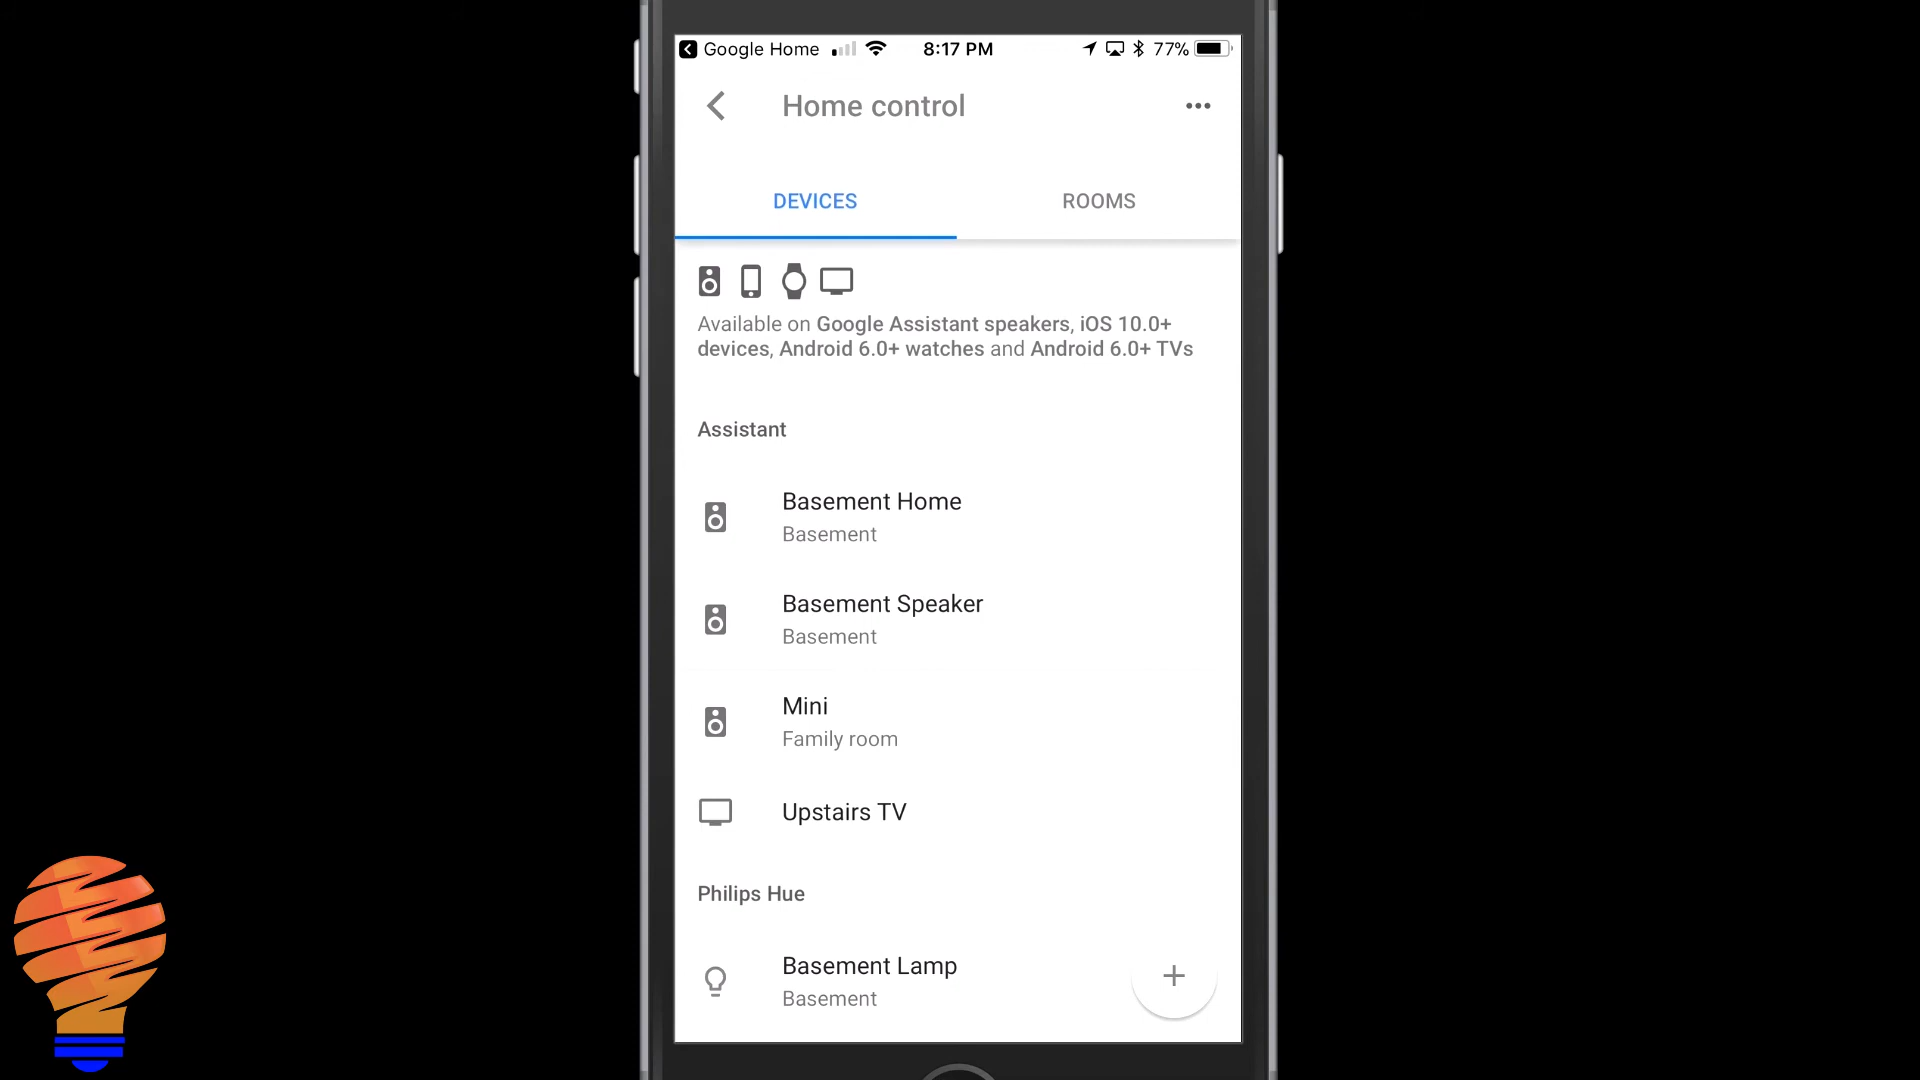 Google Home
8:17 PM
77%
Home control
DEVICES
ROOMS
Available on Google Assistant speakers, iOS 10.0+
devices, Android 6.0+ watches and Android 6.0+ TVs
Assistant
Basement Home
Basement
Basement Speaker
Basement
Mini
Family room
Upstairs TV
Philips Hue
Basement Lamp
Basement